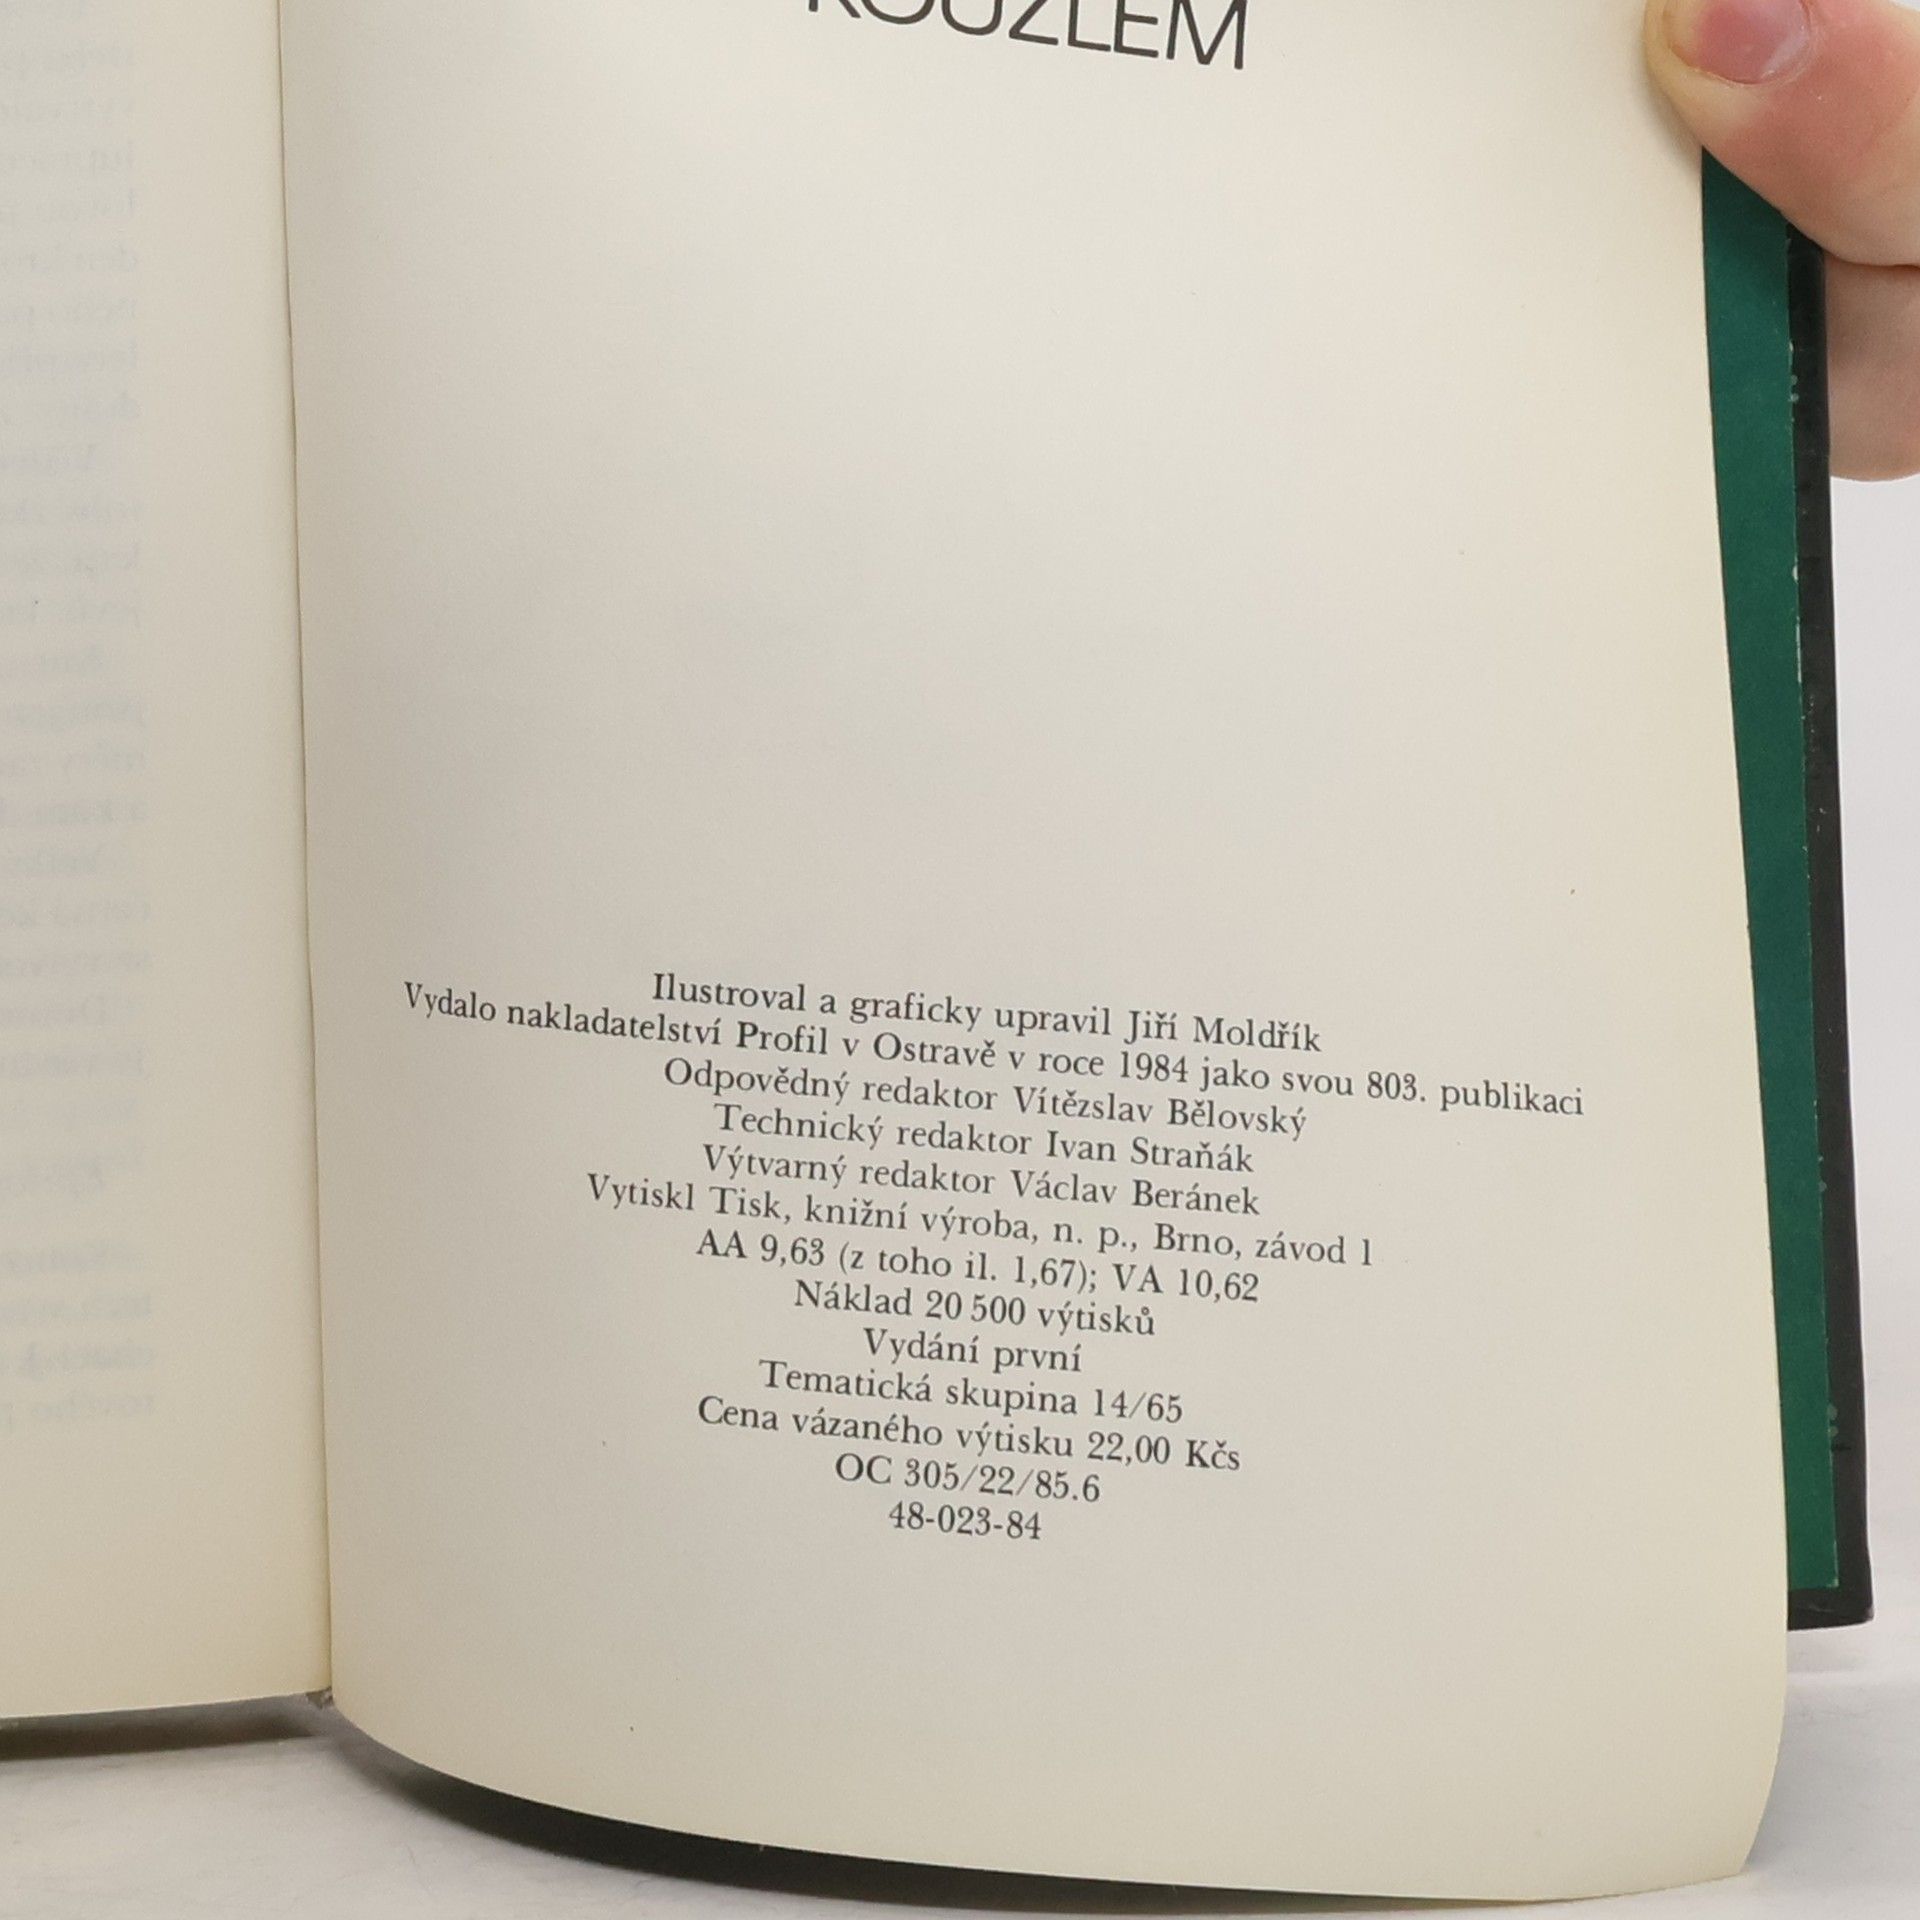 KOUZLEM
Ilustroval a graficky upravil Jiří Moldřík
Vydalo nakladatelství Profil v Ostravě v roce 1984 jako svou 803. publikaci
Odpovědný redaktor Vítězslav Bělovský
Technický redaktor Ivan Straňák
Výtvarný redaktor Václav Beránek
Vytiskl Tisk, knižní výroba, n. p., Brno, závod 1
AA 9,63 (z toho il. 1,67); VA 10,62
Náklad 20 500 výtisků
Vydání první
Tematická skupina 14/65
Cena vázaného výtisku 22,00 Kčs
OC 305/22/85.6
48-023-84